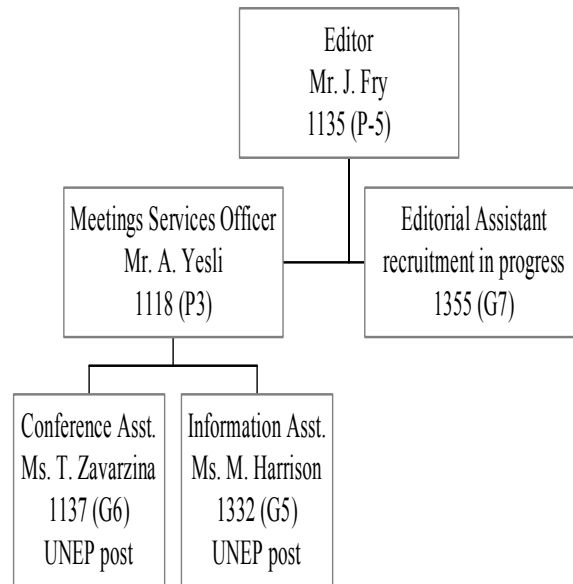 Editor
Mr. J. Fry
1135 (P-5)
Meetings Services Officer
Mr. A. Yesli
1118 (P3)
Editorial Assistant
recruitment in progress
1355 (G7)
Conference Asst.
Ms. T. Zavarzina
1137 (G6)
UNEP post
Information Asst.
Ms. M. Harrison
1332 (G5)
UNEP post